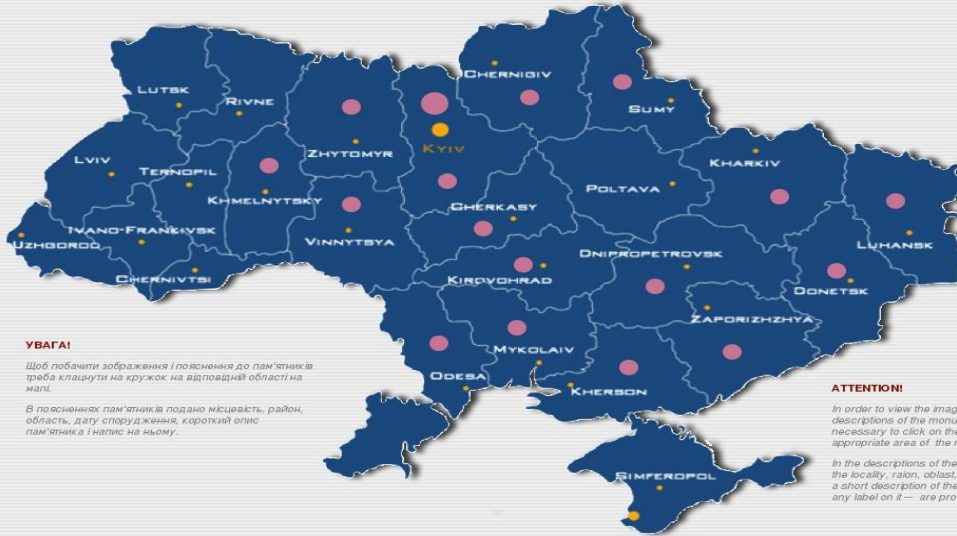 CHERNIGIV
LUTSK
RIVNE
SUMY
ZHYTOMYR
KYIV
LVIV
TERNOPIL
KHARKIV
KHMELNYTSKY
POLTAVA
CHERKASY
IVANO-FRANKIVSK
UZHGOROD
VINNYTSYA
LUHANSK
DNIPROPETROVSK
CHERNIVTSI
KIROVOHRAD
DONETSK
ZAPORIZHZHYA
MYKOLAIV
ODESA
KHERSON
SIMFEROPOL
УВАГА!
Щоб побачити зображення і пояснення до пам'ятників
треба клацнути на кружок на відповідній області на
мапі.
В поясненнях пам'ятників подано місцевість, район,
область, дату спорудження, короткий опис
пам'ятника і напис на ньому.
ATTENTION!
In order to view the imag
descriptions of the monu
necessary to click on the
appropriate area of the
In the descriptions of the
the locality, raion, oblast,
a short description of the
any label on it — are pro